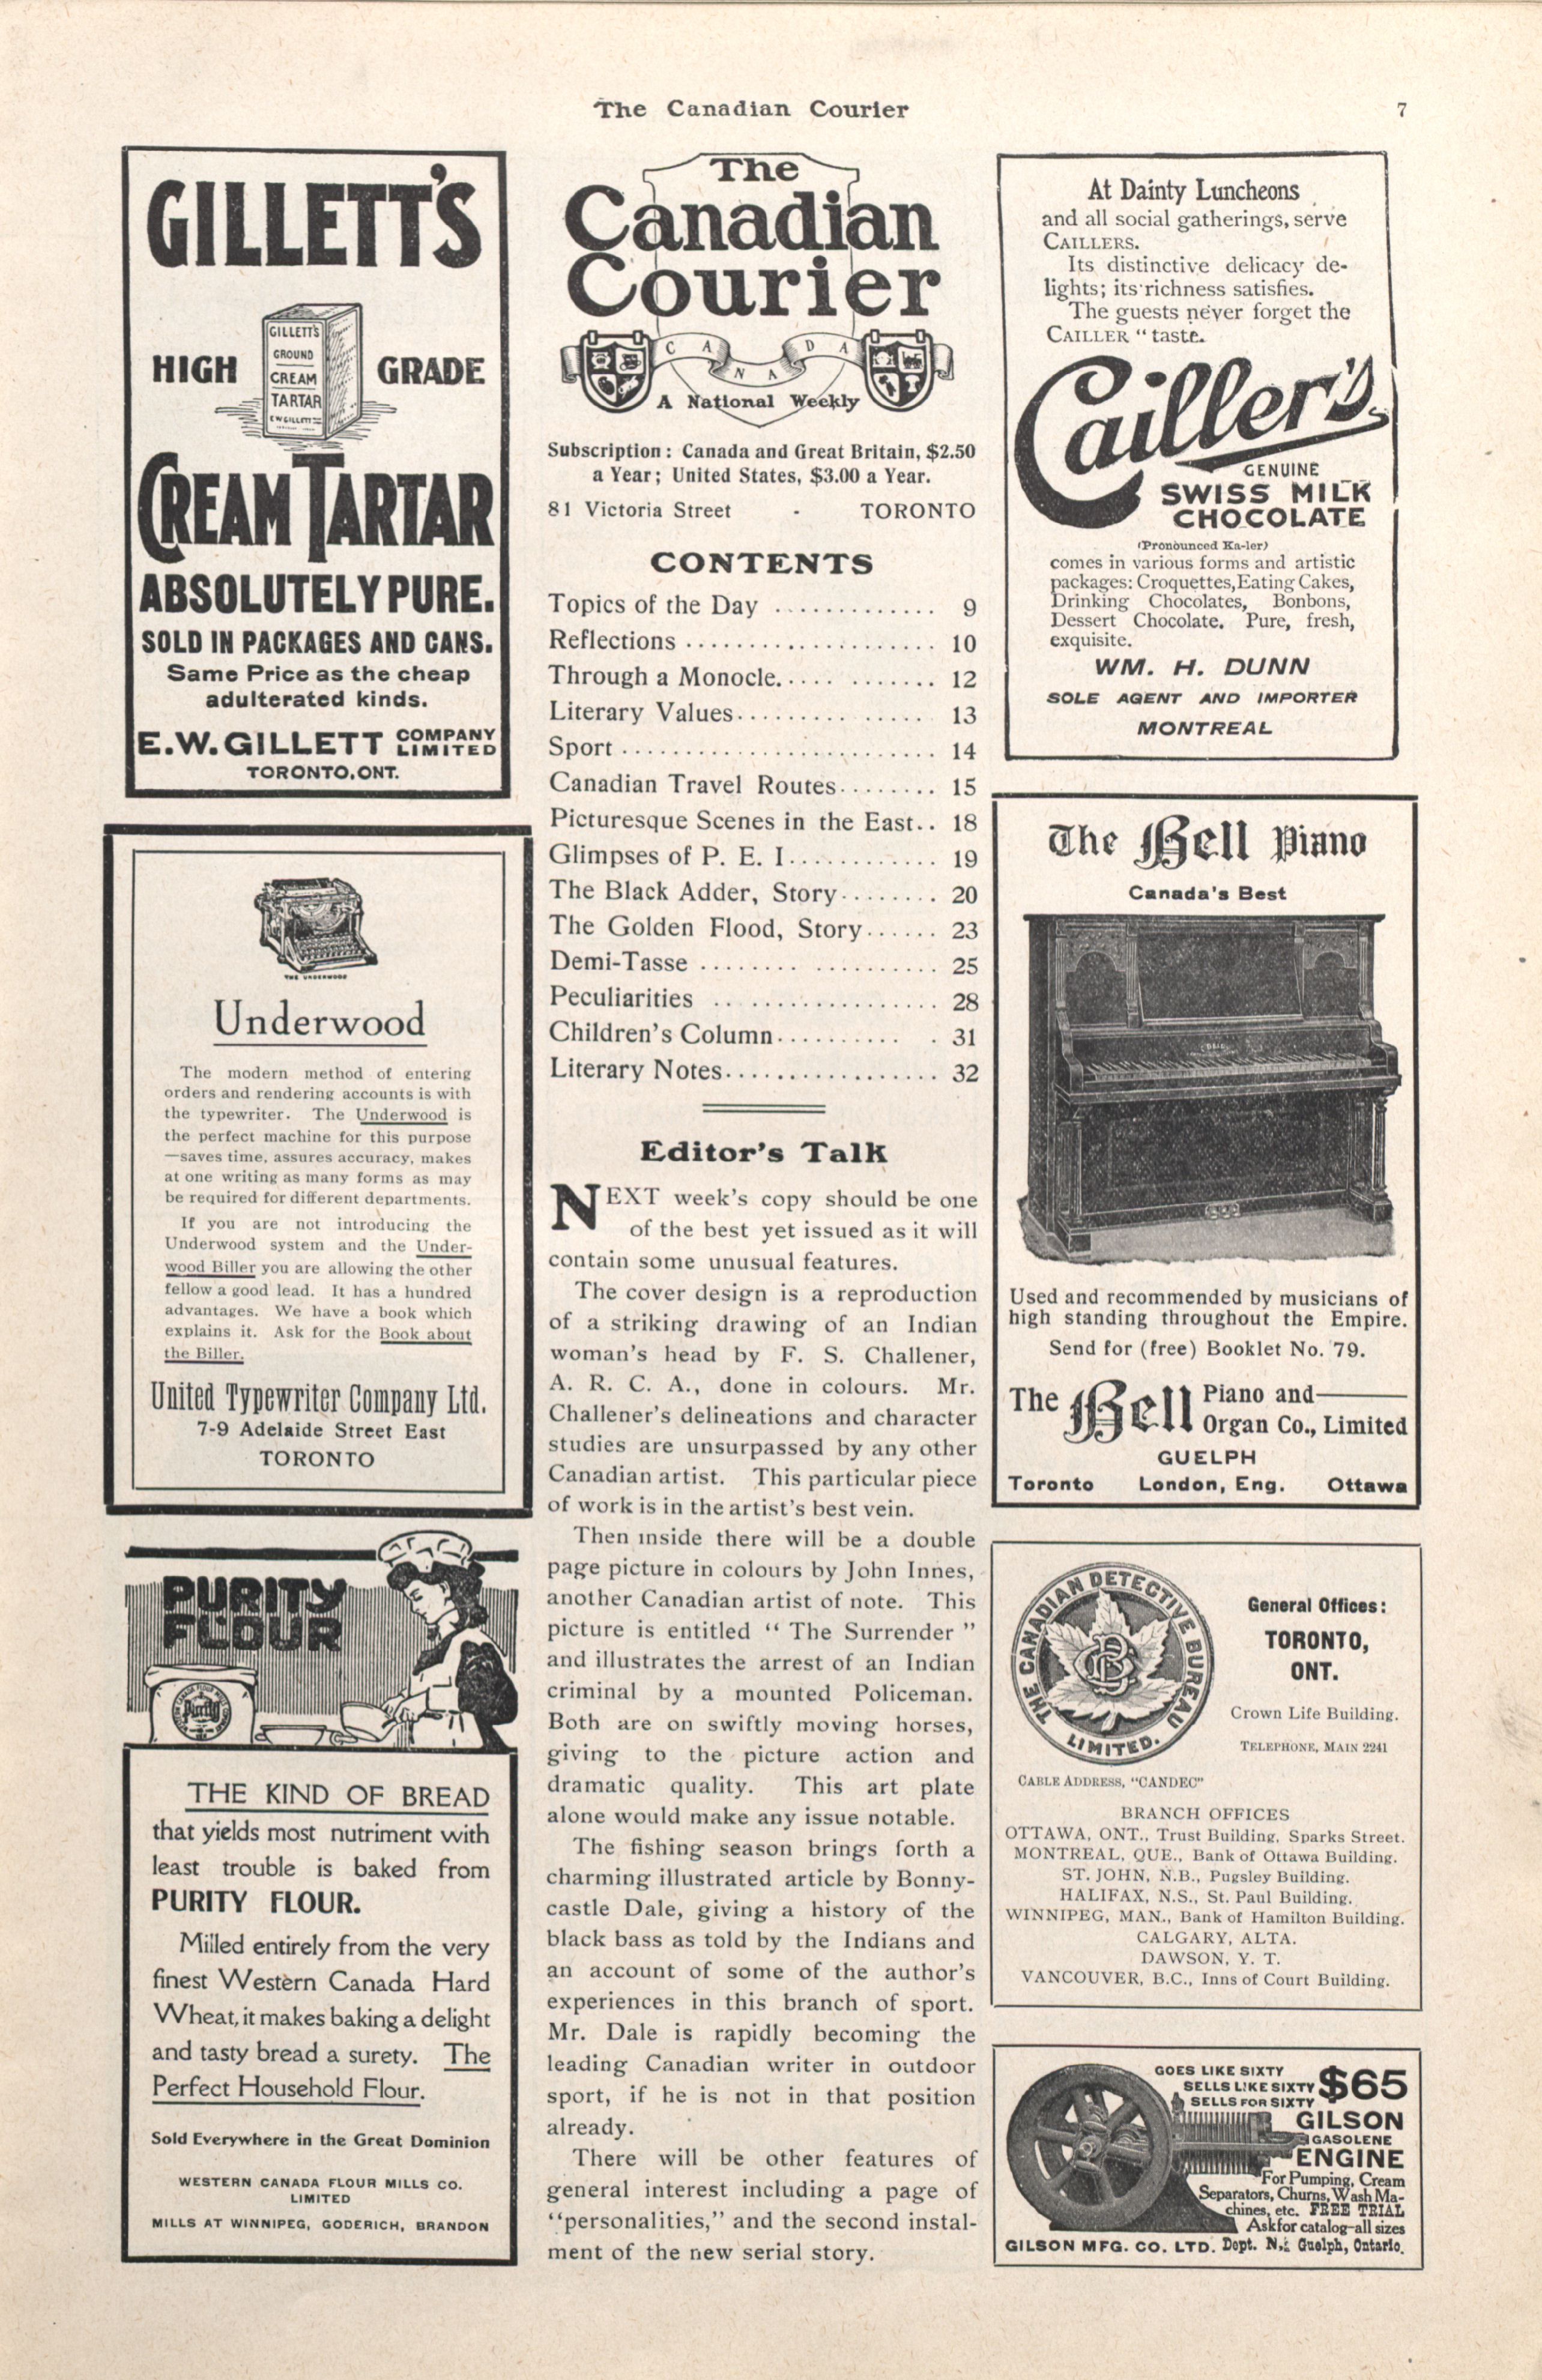 The Canadian Courier
7
GILLETT'S
HIGH
GILLETT'S
GROUND
CREAM
TARTAR
E.W.GILLETT
GRADE
CREAM TARTAR
ABSOLUTELY PURE.
SOLD IN PACKAGES AND CANS.
Same Price as the cheap
adulterated kinds.
E.W.GILLETT COMPANY LIMITED
TORONTO, ONT.
THE UNDERWOOD
Underwood
The modern method of entering
orders and rendering accounts is with
the typewriter. The Underwood is
the perfect machine for this purpose
—saves time, assures accuracy, makes
at one writing as many forms as may
be required for different departments.
If you are not introducing the
Underwood system and the Under-
wood Biller you are allowing the other
fellow a good lead. It has a hundred
advantages. We have a book which
explains it. Ask for the Book about
the Biller.
United Typewriter Company Ltd.
7-9 Adelaide Street East
TORONTO
PURITY
FLOUR
Purity
THE KIND OF BREAD
that yields most nutriment with
least trouble is baked from
PURITY FLOUR.
Milled entirely from the very
finest Western Canada Hard
Wheat, it makes baking a delight
and tasty bread a surety. The
Perfect Household Flour.
Sold Everywhere in the Great Dominion
WESTERN CANADA FLOUR MILLS CO.
LIMITED
MILLS AT WINNIPEG, GODERICH, BRANDON
The
Canadian
Courier
CANADA
A National Weekly
Subscription : Canada and Great Britain, $2.50
a Year; United States, $3.00 a Year.
81 Victoria Street - TORONTO
CONTENTS
Topics of the Day ............. 9
Reflections .................... 10
Through a Monocle............ 12
Literary Values............... 13
Sport ......................... 14
Canadian Travel Routes........ 15
Picturesque Scenes in the East.. 18
Glimpses of P. E. I............ 19
The Black Adder, Story........ 20
The Golden Flood, Story...... 23
Demi-Tasse .................. 25
Peculiarities ................. 28
Children's Column........... 31
Literary Notes................. 32
Editor's Talk
NEXT week's copy should be one
of the best yet issued as it will
contain some unusual features.
The cover design is a reproduction
of a striking drawing of an Indian
woman's head by F. S. Challener,
A. R. C. A., done in colours. Mr.
Challener's delineations and character
studies are unsurpassed by any other
Canadian artist. This particular piece
of work is in the artist's best vein.
Then inside there will be a double
page picture in colours by John Innes,
another Canadian artist of note. This
picture is entitled “ The Surrender ”
and illustrates the arrest of an Indian
criminal by a mounted Policeman.
Both are on swiftly moving horses,
giving to the picture action and
dramatic quality. This art plate
alone would make any issue notable.
The fishing season brings forth a
charming illustrated article by Bonny-
castle Dale, giving a history of the
black bass as told by the Indians and
an account of some of the author's
experiences in this branch of sport.
Mr. Dale is rapidly becoming the
leading Canadian writer in outdoor
sport, if he is not in that position
already.
There will be other features of
general interest including a page of
“personalities,” and the second instal-
ment of the new serial story.
At Dainty Luncheons
and all social gatherings, serve
CAILLERS.
Its distinctive delicacy de-
lights; its richness satisfies.
The guests never forget the
CAILLER “ taste.
Cailler's
GENUINE
SWISS MILK
CHOCOLATE
(Pronounced Ka-ler)
comes in various forms and artistic
packages: Croquettes, Eating Cakes,
Drinking Chocolates, Bonbons,
Dessert Chocolate. Pure, fresh,
exquisite.
WM. H. DUNN
SOLE AGENT AND IMPORTER
MONTREAL
The Bell Piano
Canada's Best
BELL
Used and recommended by musicians of
high standing throughout the Empire.
Send for (free) Booklet No. 79.
The Bell Piano and
Organ Co., Limited
GUELPH
Toronto London, Eng. Ottawa
THE CANADIAN DETECTIVE BUREAU
LIMITED.
General Offices:
TORONTO,
ONT.
Crown Life Building.
TELEPHONE, MAIN 2241
CABLE ADDRESS, "CANDEC"
BRANCH OFFICES
OTTAWA, ONT., Trust Building, Sparks Street.
MONTREAL, QUE., Bank of Ottawa Building.
ST. JOHN, N.B., Pugsley Building.
HALIFAX, N.S., St. Paul Building.
WINNIPEG, MAN., Bank of Hamilton Building.
CALGARY, ALTA.
DAWSON, Y. T.
VANCOUVER, B.C., Inns of Court Building.
GOES LIKE SIXTY
SELLS LIKE SIXTY
SELLS FOR SIXTY
$65
GILSON
GASOLENE
ENGINE
For Pumping, Cream
Separators, Churns, Wash Ma-
chines, etc. FREE TRIAL
Ask for catalog—all sizes
GILSON MFG. CO. LTD. Dept. N., Guelph, Ontario.